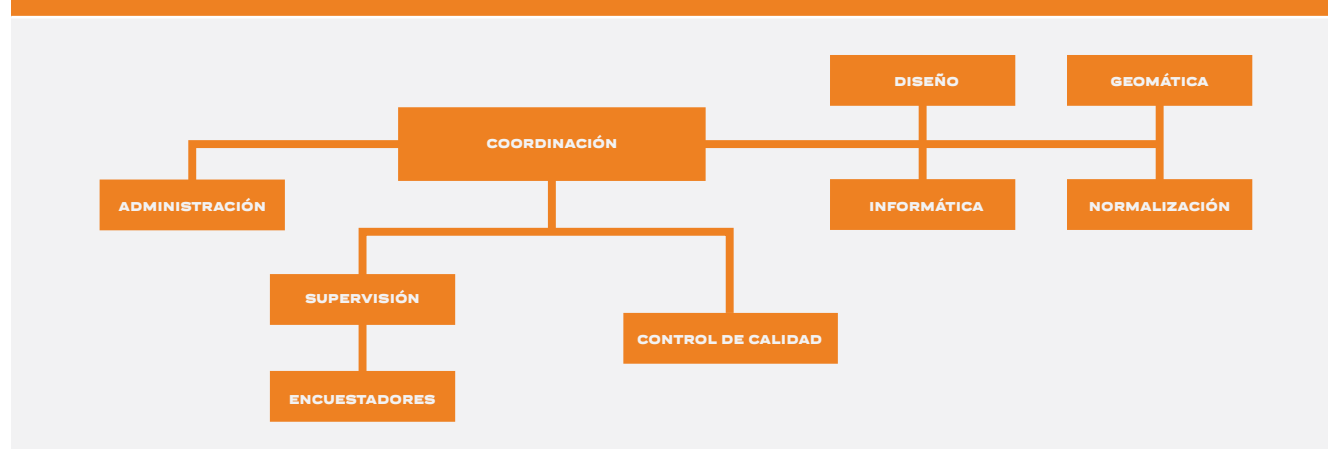 DISEÑO
GEOMÁTICA
COORDINACIÓN
ADMINISTRACIÓN
INFORMÁTICA
NORMALIZACIÓN
SUPERVISIÓN
CONTROL DE CALIDAD
ENCUESTADORES